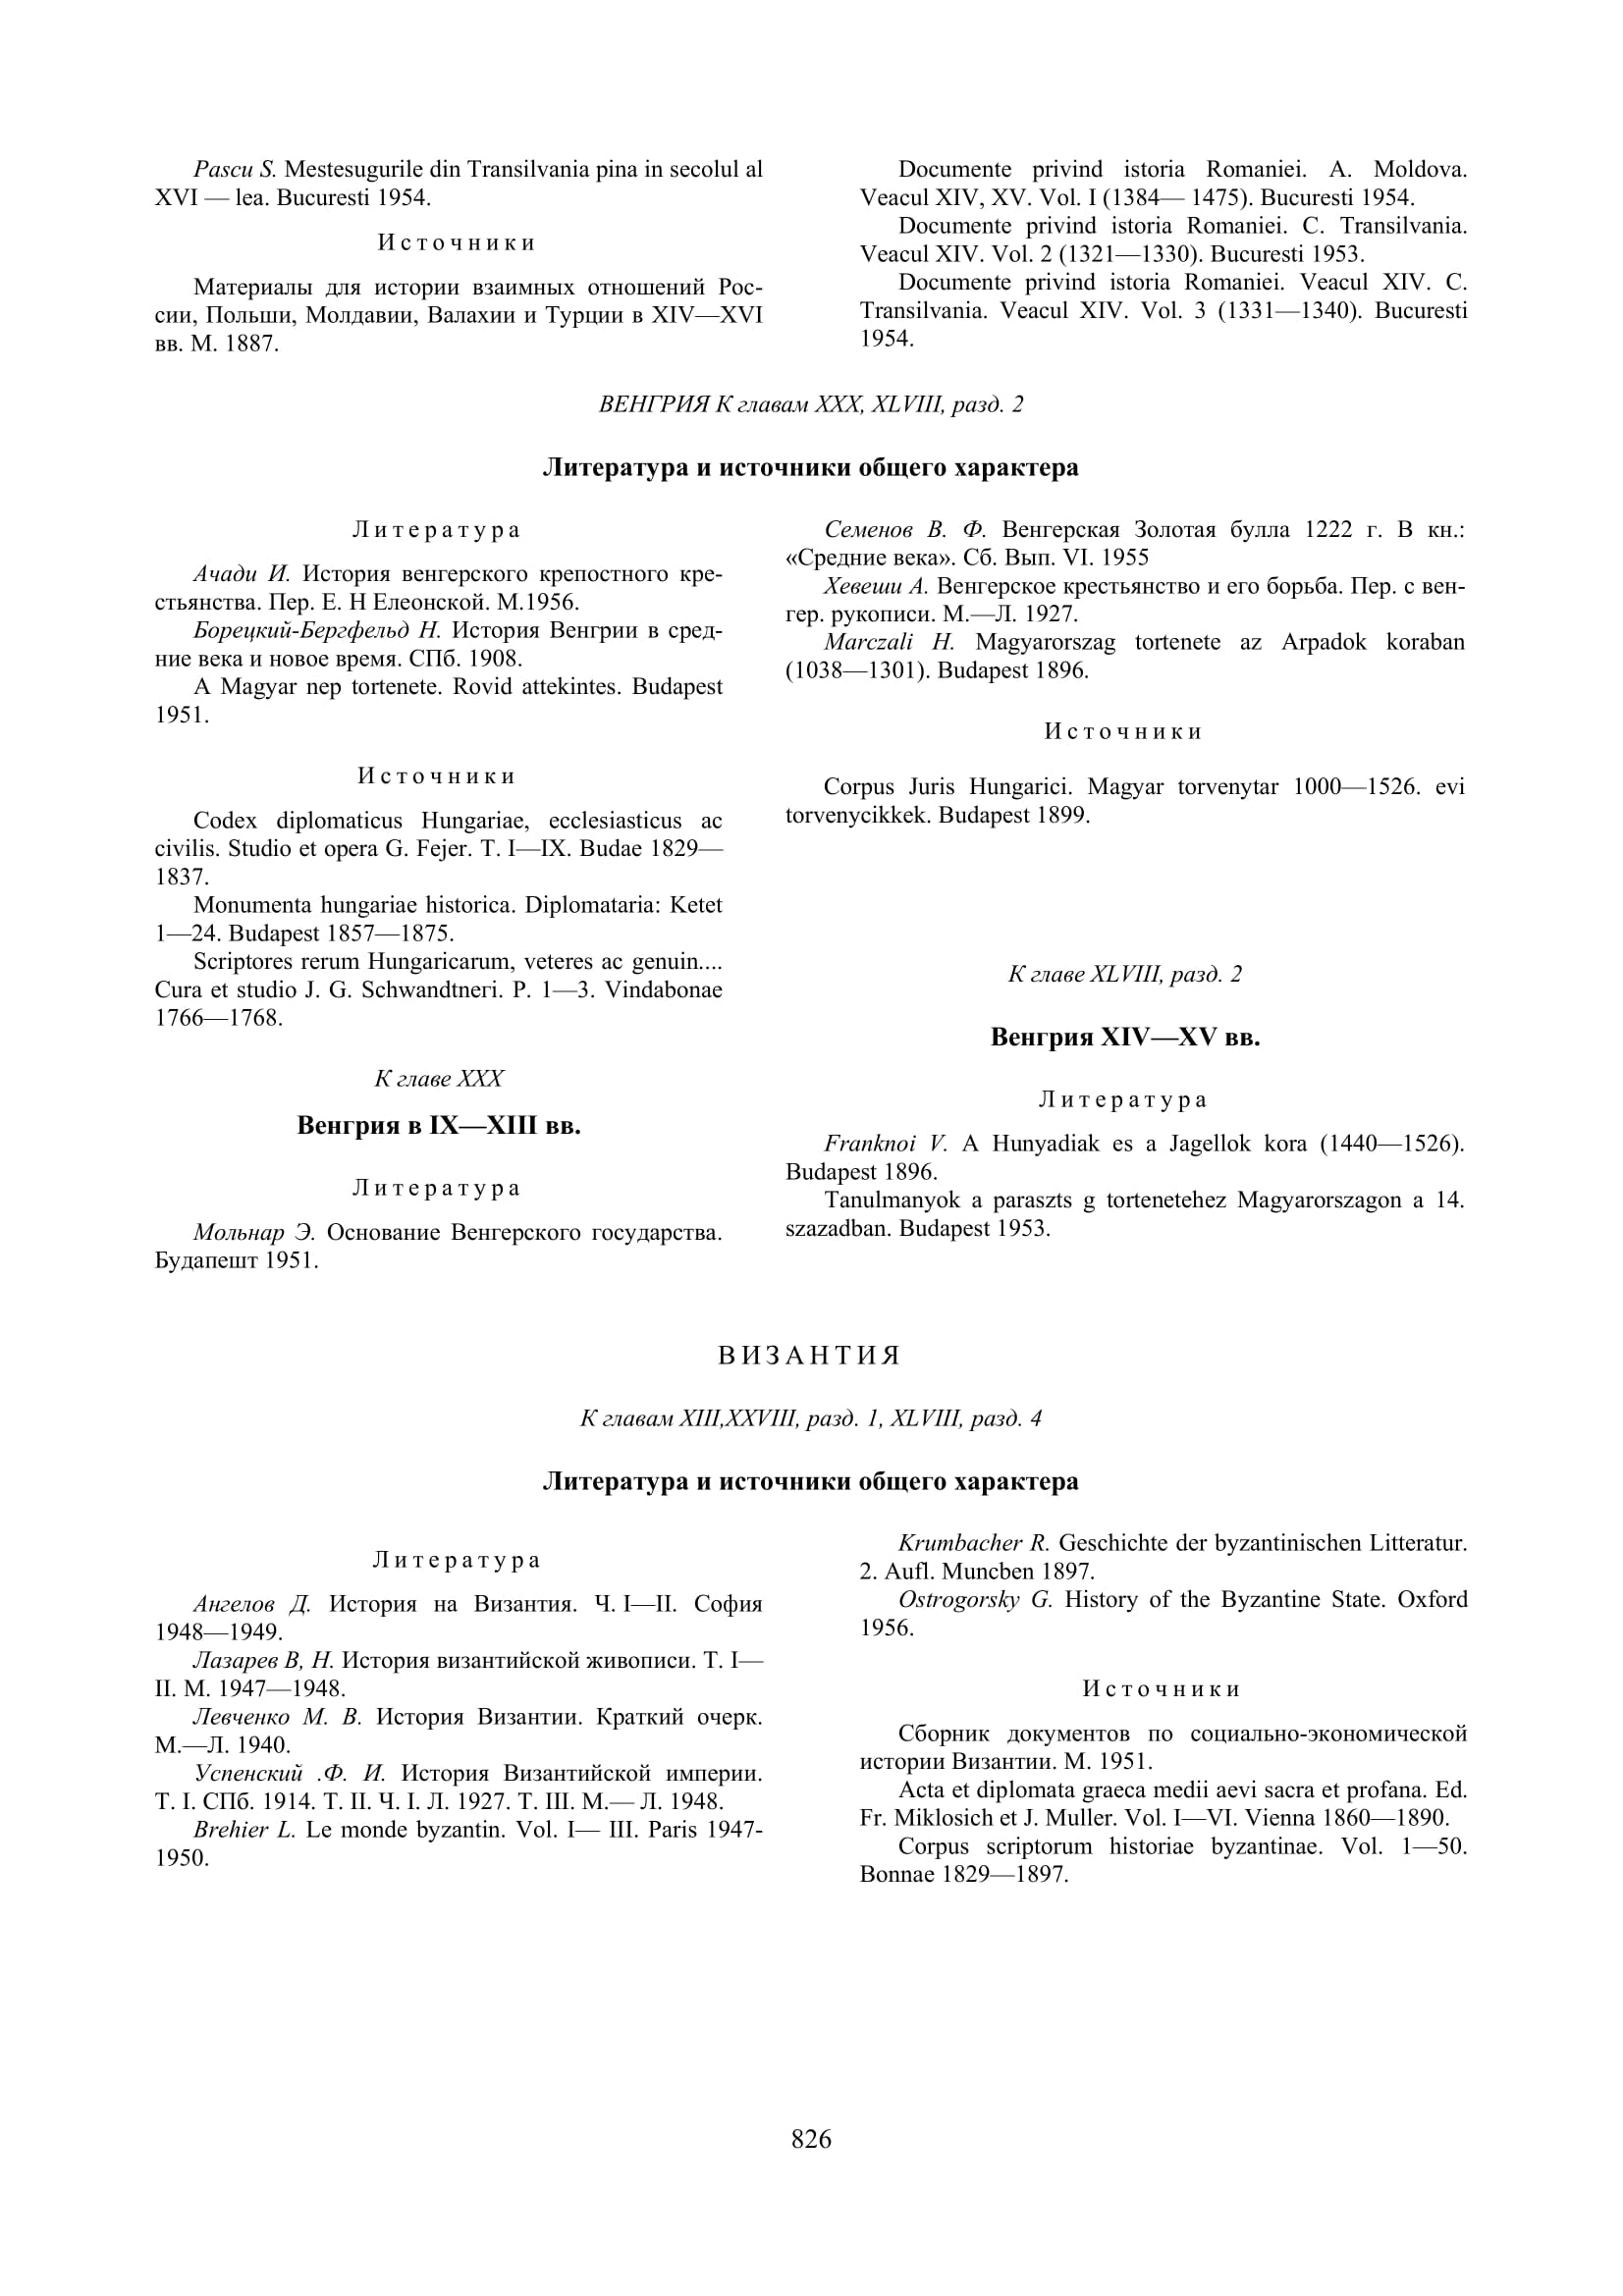 Pascu S. Mestesugurile din Transilvania pina in secolul al
XVI — lea. Bucuresti 1954.
Источники
Материалы для истории взаимных отношений Рос-
сии, Польши, Молдавии, Валахии и Турции в XIV—XVI
вв. М. 1887.
Documente privind istoria Romaniei. A. Moldova.
Veacul XIV, XV. Vol. I (1384— 1475). Bucuresti 1954.
Documente privind istoria Romaniei. C. Transilvania.
Veacul XIV. Vol. 2 (1321—1330). Bucuresti 1953.
Documente privind istoria Romaniei. Veacul XIV. C.
Transilvania. Veacul XIV. Vol. 3 (1331—1340). Bucuresti
1954.
ВЕНГРИЯ К главам XXX, XLVIII, разд. 2
Литература и источники общего характера
Литература
Ачади И. История венгерского крепостного кре-
стьянства. Пер. Е. Н Елеонской. М.1956.
Борецкий-Бергфельд Н. История Венгрии в сред-
ние века и новое время. СПб. 1908.
A Magyar nep tortenete. Rovid attekintes. Budapest
1951.
Источники
Codex diplomaticus Hungariae, ecclesiasticus ac
civilis. Studio et opera G. Fejer. T. I—IX. Budae 1829—
1837.
Monumenta hungariae historica. Diplomataria: Ketet
1—24. Budapest 1857—1875.
Scriptores rerum Hungaricarum, veteres ac genuin....
Cura et studio J. G. Schwandtneri. P. 1—3. Vindabonae
1766—1768.
К главе XXX
Венгрия в IX—XIII вв.
Литература
Мольнар Э. Основание Венгерского государства.
Будапешт 1951.
Семенов В. Ф. Венгерская Золотая булла 1222 г. В кн.:
«Средние века». Сб. Вып. VI. 1955
Хевеши А. Венгерское крестьянство и его борьба. Пер. с вен-
гер. рукописи. М.—Л. 1927.
Marczali H. Magyarorszag tortenete az Arpadok koraban
(1038—1301). Budapest 1896.
Источники
Corpus Juris Hungarici. Magyar torvenytar 1000—1526. evi
torvenycikkek. Budapest 1899.
К главе XLVIII, разд. 2
Венгрия XIV—XV вв.
Литература
Franknoi V. A Hunyadiak es a Jagellok kora (1440—1526).
Budapest 1896.
Tanulmanyok a paraszts g tortenetehez Magyarorszagon a 14.
szazadban. Budapest 1953.
ВИЗАНТИЯ
К главам XIII,XXVIII, разд. 1, XLVIII, разд. 4
Литература и источники общего характера
Литература
Ангелов Д. История на Византия. Ч. I—II. София
1948—1949.
Лазарев В, Н. История византийской живописи. Т. I—
II. М. 1947—1948.
Левченко М. В. История Византии. Краткий очерк.
М.—Л. 1940.
Успенский .Ф. И. История Византийской империи.
Т. I. СПб. 1914. Т. II. Ч. I. Л. 1927. Т. III. М.— Л. 1948.
Brehier L. Le monde byzantin. Vol. I— III. Paris 1947-
1950.
Krumbacher R. Geschichte der byzantinischen Litteratur.
2. Aufl. Muncben 1897.
Ostrogorsky G. History of the Byzantine State. Oxford
1956.
Источники
Сборник документов по социально-экономической
истории Византии. М. 1951.
Acta et diplomata graeca medii aevi sacra et profana. Ed.
Fr. Miklosich et J. Muller. Vol. I—VI. Vienna 1860—1890.
Corpus scriptorum historiae byzantinae. Vol. 1—50.
Bonnae 1829—1897.
826